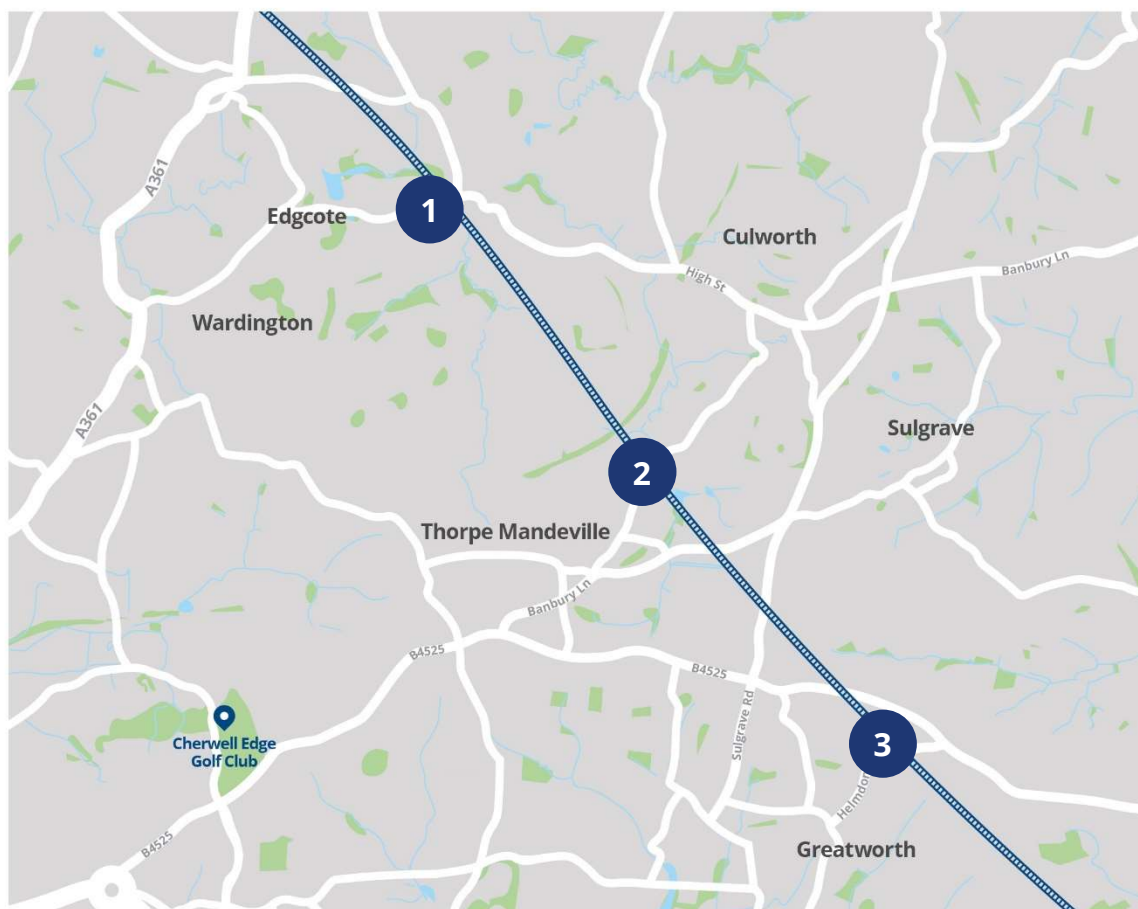 A361
1
Edgcote
Culworth
High St
Banbury Ln
Wardington
A361
Sulgrave
2
Thorpe Mandeville
Banbury Ln
B4525
B4525
Sulgrave Rd
Cherwell Edge
Golf Club
3
Helmdon
Greatworth
B4525